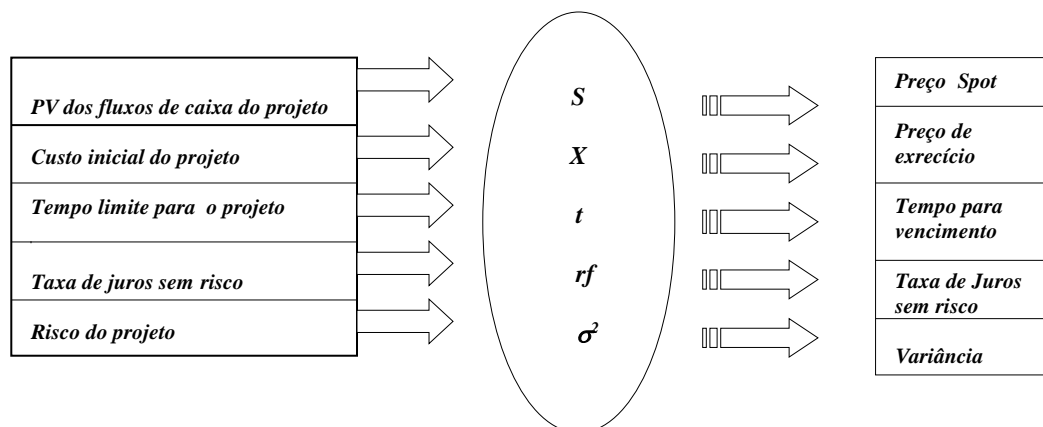 PV dos fluxos de caixa do projeto
Custo inicial do projeto
Tempo limite para o projeto
Taxa de juros sem risco
Risco do projeto
S
X
t
rf
σ²
Preço Spot
Preço de
exrecício
Tempo para
vencimento
Taxa de Juros
sem risco
Variância